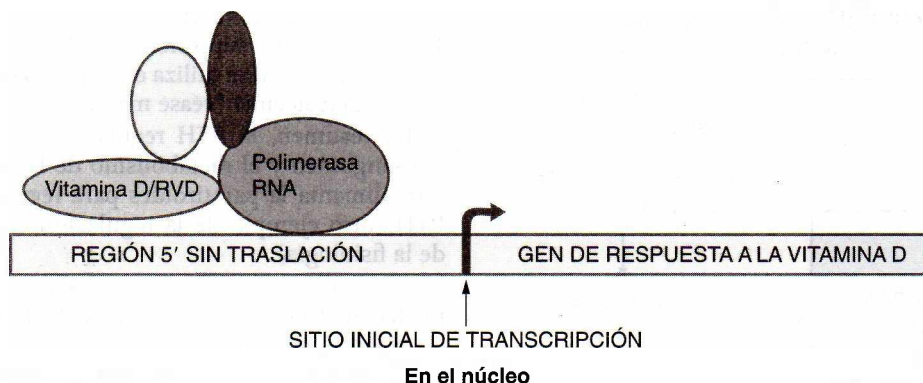 Vitamina D/RVD
Polimerasa
RNA
REGIÓN 5′ SIN TRASLACIÓN
GEN DE RESPUESTA A LA VITAMINA D
SITIO INICIAL DE TRANSCRIPCIÓN
En el núcleo